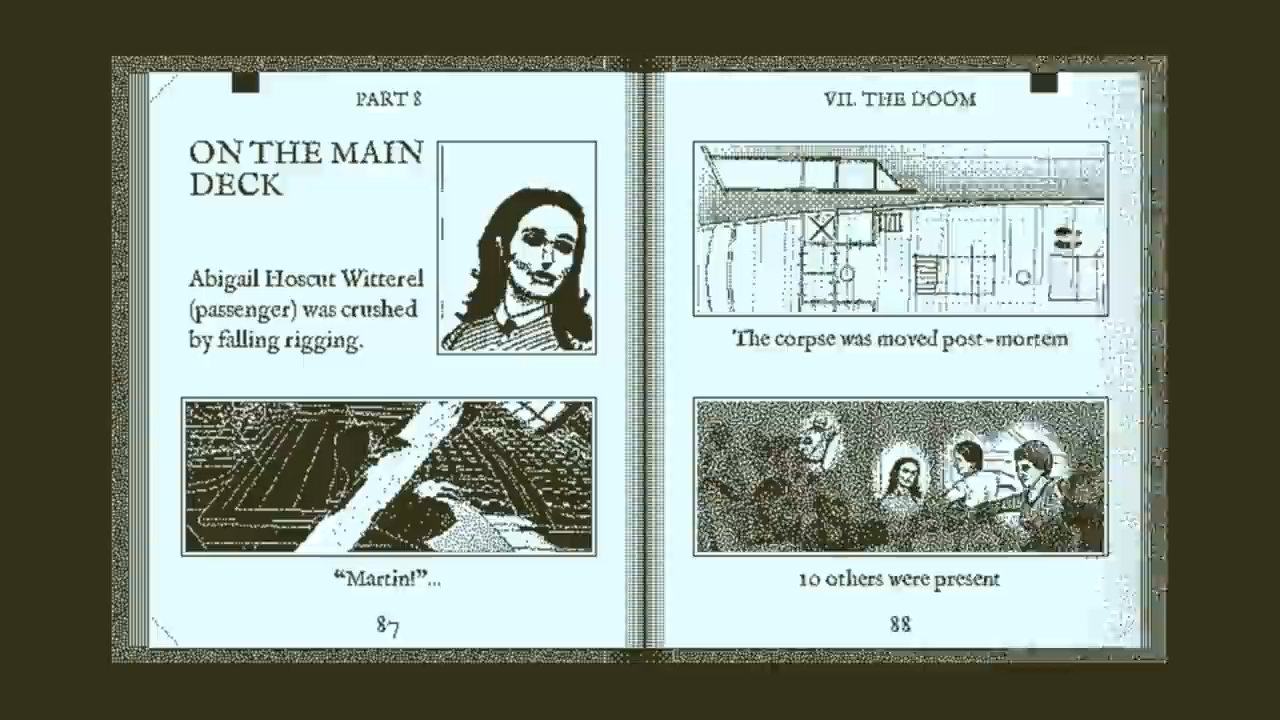 PART 8
ON THE MAIN
DECK
Abigail Hoscut Witterel
(passenger) was crushed
by falling rigging.
“Martin!”...
87
VII. THE DOOM
The corpse was moved post-mortem
10 others were present
88